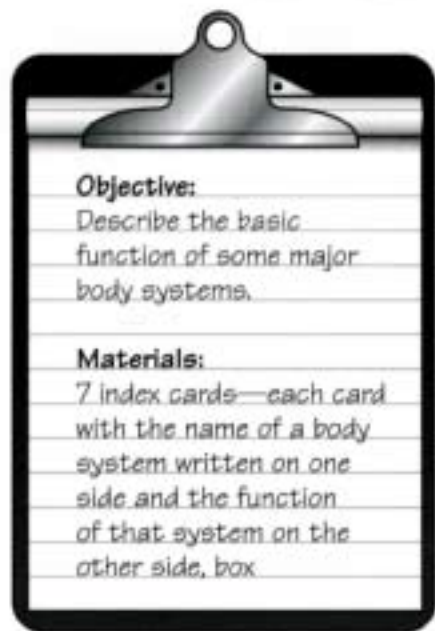 Objective:
Describe the basic
function of some major
body systems.
Materials:
7 index cards—each card
with the name of a body
system written on one
side and the function
of that system on the
other side, box